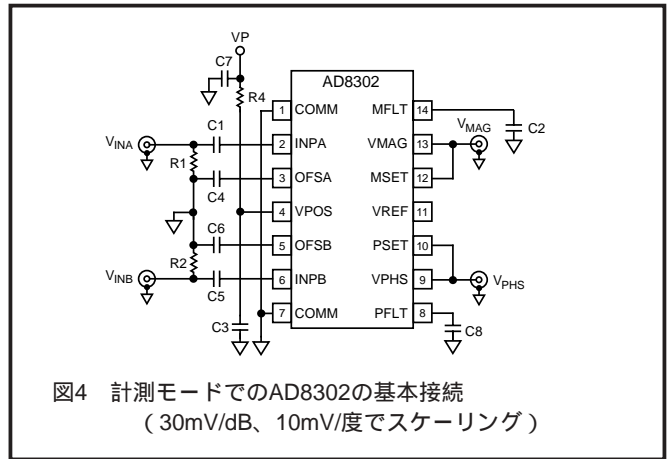 VP
C7
R4
AD8302
1 COMM MFLT 14
C2
VINA C1 2 INPA VMAG 13 VMAG
R1
C4 3 OFSA MSET 12
4 VPOS VREF 11
C6 5 OFSB PSET 10
R2
VINB C5 6 INPB VPHS 9 VPHS
C3 7 COMM PFLT 8 C8
図4 計測モードでのAD8302の基本接続
(30mV/dB、10mV/度でスケーリング)